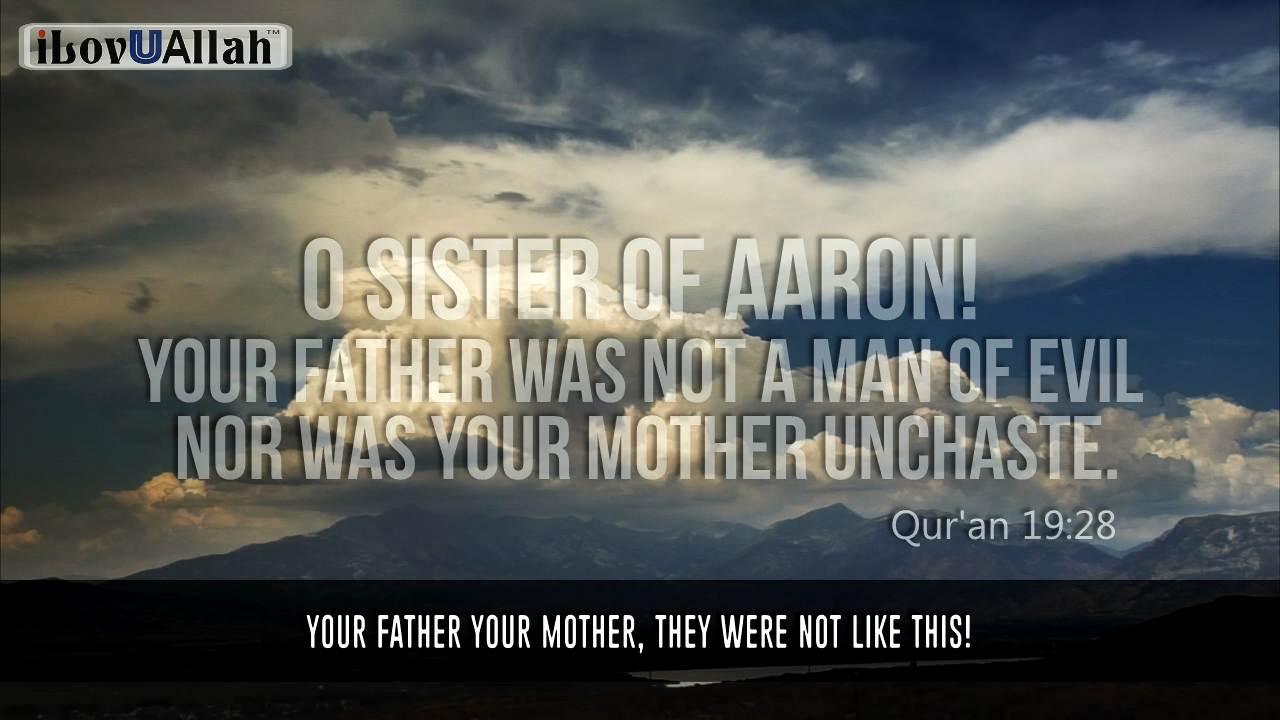 iLovUAllah™
O SISTER OF AARON!
YOUR FATHER WAS NOT A MAN OF EVIL
NOR WAS YOUR MOTHER UNCHASTE.
Qur'an 19:28
YOUR FATHER YOUR MOTHER, THEY WERE NOT LIKE THIS!